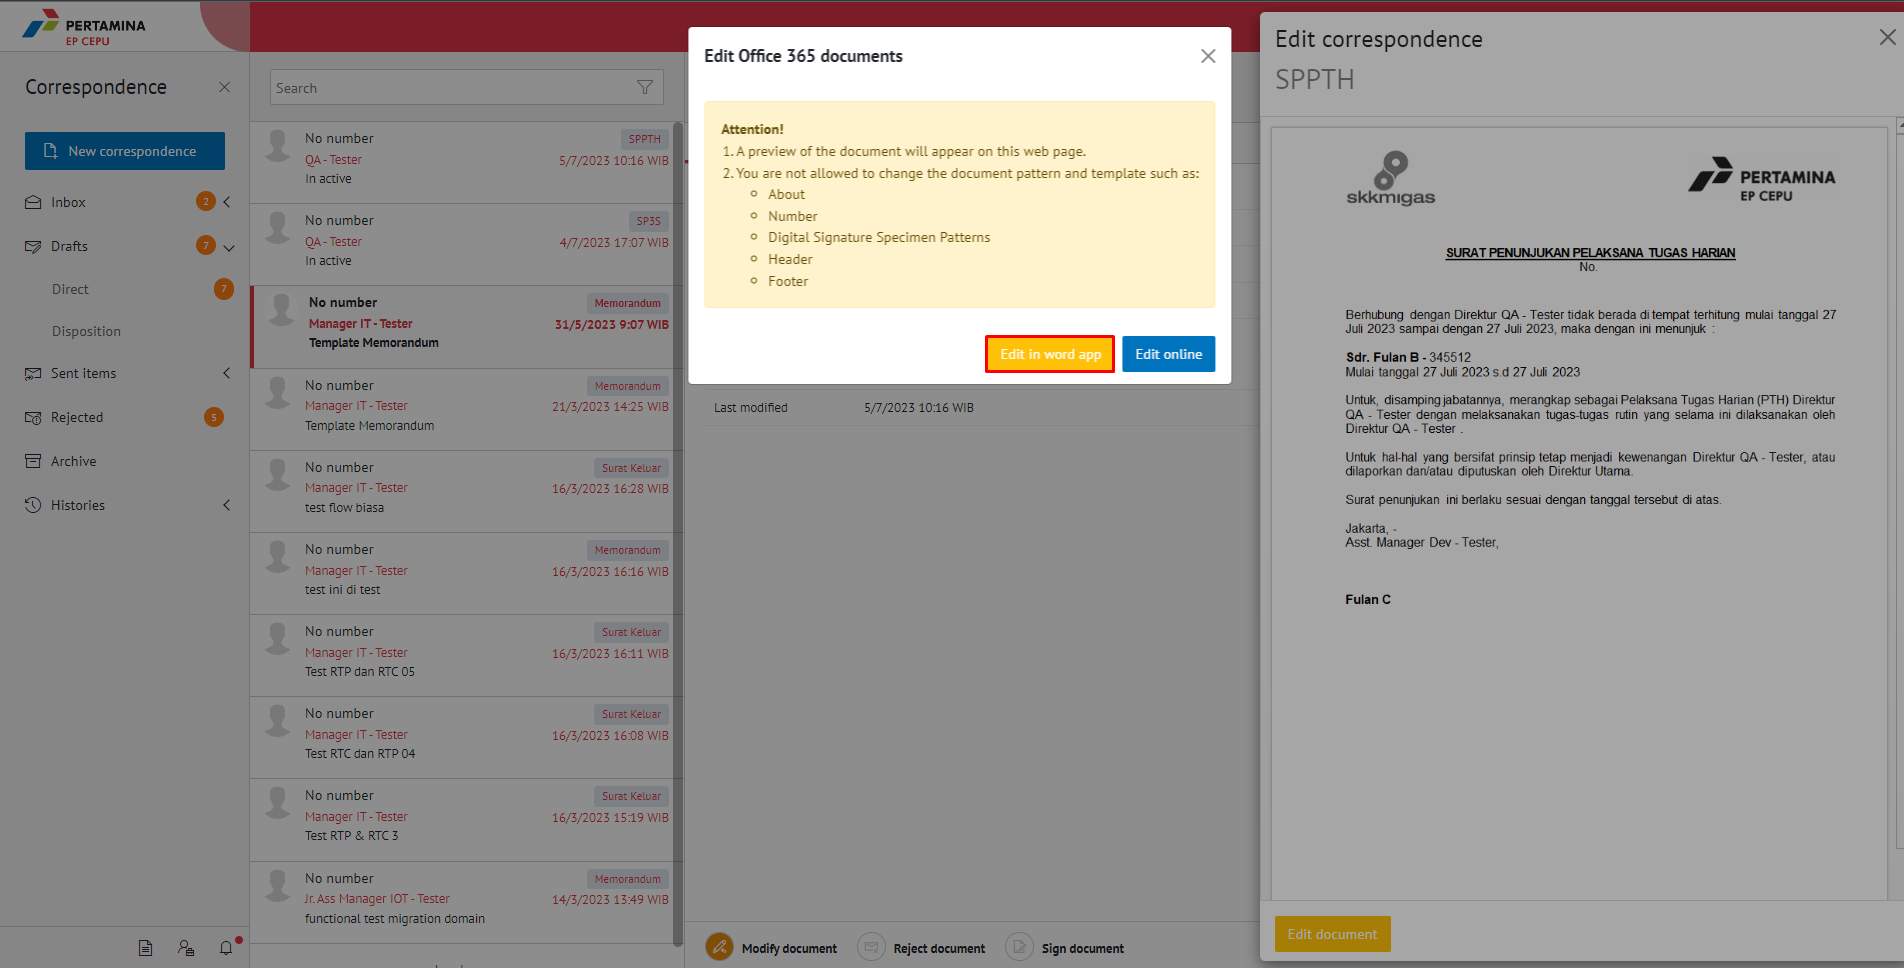 PERTAMINA
EP CEPU
Correspondence
New correspondence
Inbox 2
Drafts 7
Direct 7
Disposition
Sent items
Rejected 5
Archive
Histories
Search
No number SPPTH
QA - Tester 5/7/2023 10:16 WIB
In active
No number SP3S
QA - Tester 4/7/2023 17:07 WIB
In active
No number Memorandum
Manager IT - Tester 31/5/2023 9:07 WIB
Template Memorandum
No number Memorandum
Manager IT - Tester 21/3/2023 14:25 WIB
Template Memorandum
No number Surat Keluar
Manager IT - Tester 16/3/2023 16:28 WIB
test flow biasa
No number Memorandum
Manager IT - Tester 16/3/2023 16:16 WIB
test ini di test
No number Surat Keluar
Manager IT - Tester 16/3/2023 16:11 WIB
Test RTP dan RTC 05
No number Surat Keluar
Manager IT - Tester 16/3/2023 16:08 WIB
Test RTC dan RTP 04
No number Surat Keluar
Manager IT - Tester 16/3/2023 15:19 WIB
Test RTP & RTC 3
No number Memorandum
Jr. Ass Manager IOT - Tester 14/3/2023 13:49 WIB
functional test migration domain
Edit Office 365 documents
Attention!
1. A preview of the document will appear on this web page.
2. You are not allowed to change the document pattern and template such as:
About
Number
Digital Signature Specimen Patterns
Header
Footer
Edit in word app Edit online
Last modified 5/7/2023 10:16 WIB
Modify document Reject document Sign document
Edit correspondence
SPPTH
skkmigas
PERTAMINA
EP CEPU
SURAT PENUNJUKAN PELAKSANA TUGAS HARIAN
No.
Berhubung dengan Direktur QA - Tester tidak berada di tempat terhitung mulai tanggal 27
Juli 2023 sampai dengan 27 Juli 2023, maka dengan ini menunjuk :
Sdr. Fulan B - 345512
Mulai tanggal 27 Juli 2023 s.d 27 Juli 2023
Untuk, disamping jabatannya, merangkap sebagai Pelaksana Tugas Harian (PTH) Direktur
QA - Tester dengan melaksanakan tugas-tugas rutin yang selama ini dilaksanakan oleh
Direktur QA - Tester .
Untuk hal-hal yang bersifat prinsip tetap menjadi kewenangan Direktur QA - Tester, atau
dilaporkan dan/atau diputuskan oleh Direktur Utama.
Surat penunjukan ini berlaku sesuai dengan tanggal tersebut di atas.
Jakarta, -
Asst. Manager Dev - Tester,
Fulan C
Edit document